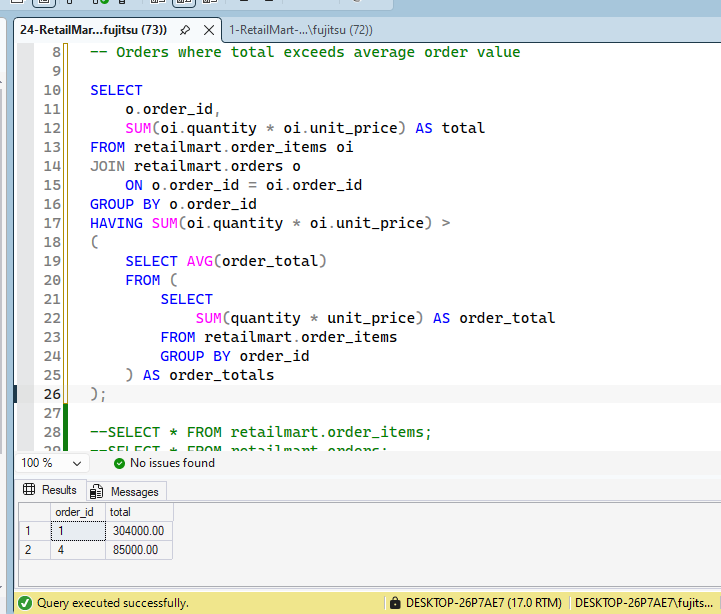 24-RetailMar...fujitsu (73))
1-RetailMart-...\fujitsu (72))
8 -- Orders where total exceeds average order value
9
10 SELECT
11 o.order_id,
12 SUM(oi.quantity * oi.unit_price) AS total
13 FROM retailmart.order_items oi
14 JOIN retailmart.orders o
15 ON o.order_id = oi.order_id
16 GROUP BY o.order_id
17 HAVING SUM(oi.quantity * oi.unit_price) >
18 (
19 SELECT AVG(order_total)
20 FROM (
21 SELECT
22 SUM(quantity * unit_price) AS order_total
23 FROM retailmart.order_items
24 GROUP BY order_id
25 ) AS order_totals
26 );
27
28 --SELECT * FROM retailmart.order_items;
29 --SELECT * FROM retailmart.orders;
100 % No issues found
Results Messages
order_id total
1 1 304000.00
2 4 85000.00
Query executed successfully. DESKTOP-26P7AE7 (17.0 RTM) DESKTOP-26P7AE7\fujits...